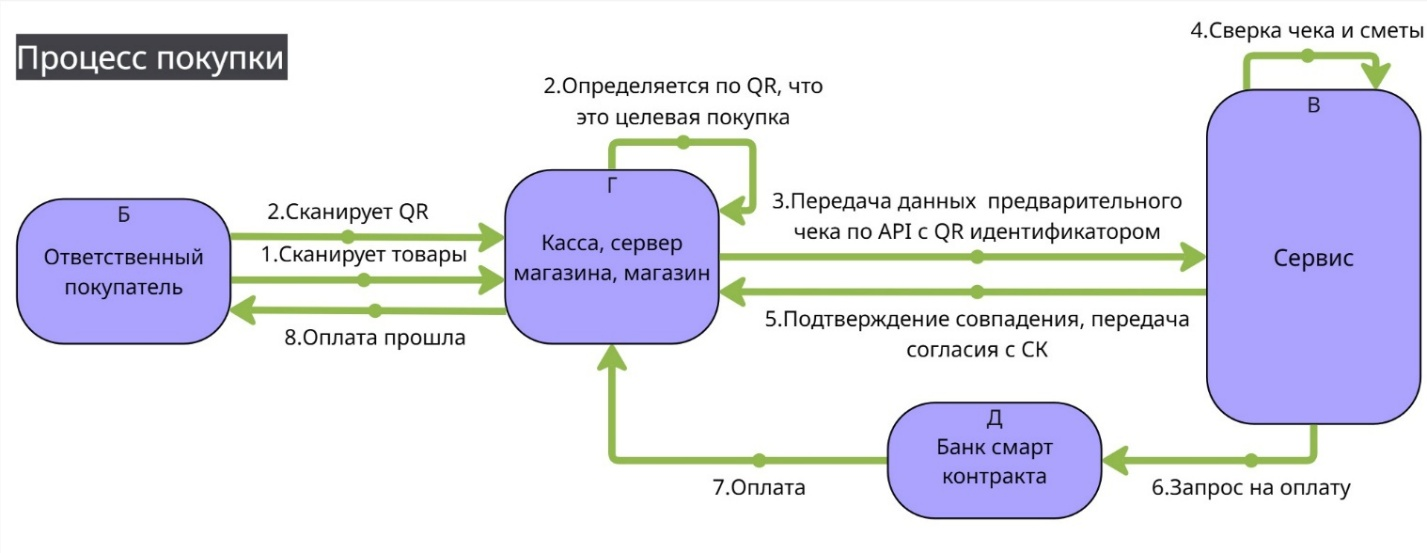 Процесс покупки
4.Сверка чека и сметы
2.Определяется по QR, что
это целевая покупка
В
Г
Б
2.Сканирует QR
3.Передача данных  предварительного
чека по API с QR идентификатором
Касса, сервер
магазина, магазин
1.Сканирует товары
Ответственный
покупатель
Сервис
8.Оплата прошла
5.Подтверждение совпадения, передача
согласия с СК
Д
Банк смарт
контракта
7.Оплата
6.Запрос на оплату